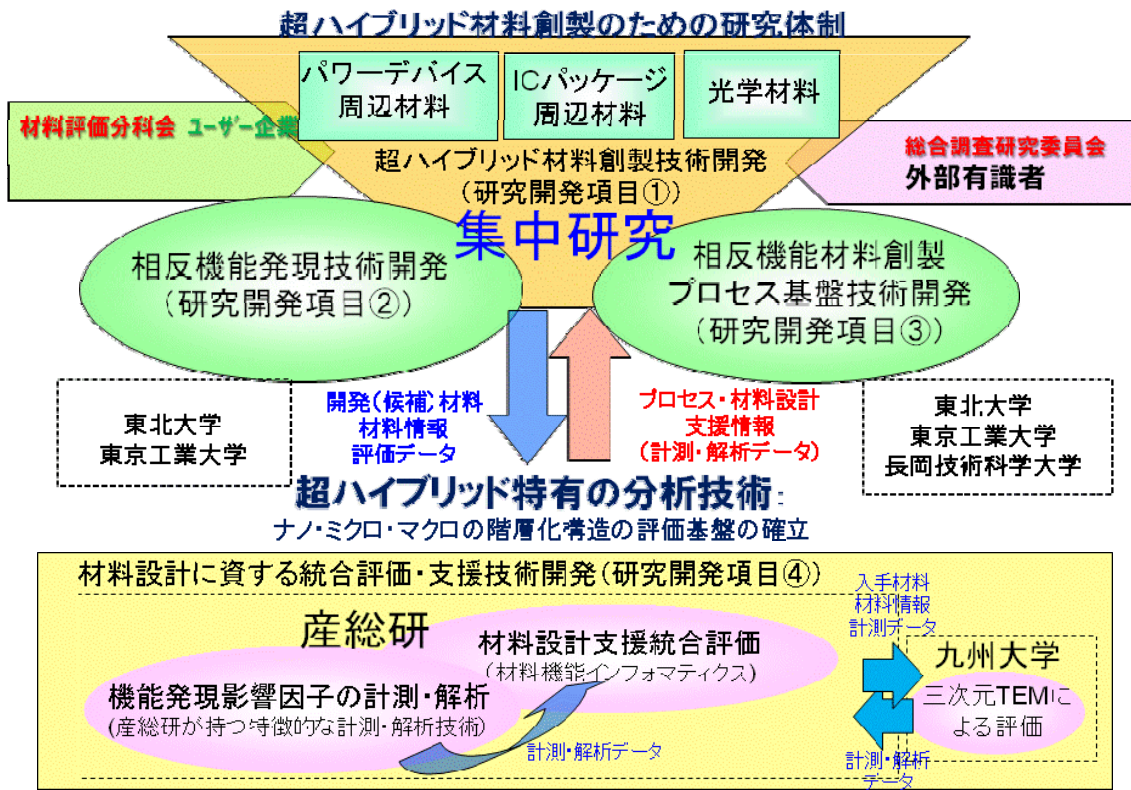 超ハイブリッド材料創製のための研究体制
パワーデバイス
周辺材料
ICパッケージ
周辺材料
光学材料
材料評価分科会 ユーザー企業
総合調査研究委員会
外部有識者
超ハイブリッド材料創製技術開発
(研究開発項目①)
集中研究
相反機能発現技術開発
(研究開発項目②)
相反機能材料創製
プロセス基盤技術開発
(研究開発項目③)
東北大学
東京工業大学
開発(候補)材料
材料情報
評価データ
プロセス・材料設計
支援情報
(計測・解析データ)
東北大学
東京工業大学
長岡技術科学大学
超ハイブリッド特有の分析技術:
ナノ・ミクロ・マクロの階層化構造の評価基盤の確立
材料設計に資する統合評価・支援技術開発(研究開発項目④)
産総研
材料設計支援統合評価
(材料機能インフォマティクス)
機能発現影響因子の計測・解析
(産総研が持つ特徴的な計測・解析技術)
計測・解析データ
入手材料
材料情報
計測データ
九州大学
三次元TEMに
よる評価
計測・解析
データ